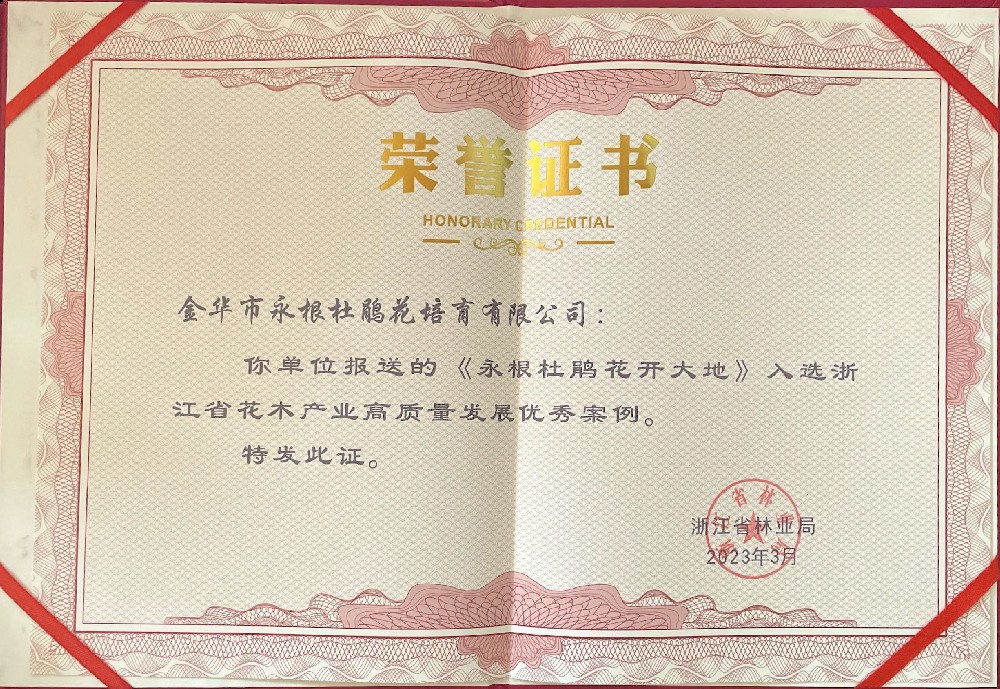 荣誉证书
HONORARY CREDENTIAL
金华市永根杜鹃花培育有限公司：
你单位报送的《永根杜鹃花开大地》入选浙
江省花木产业高质量发展优秀案例。
特发此证。
浙江省林业局
2023年3月